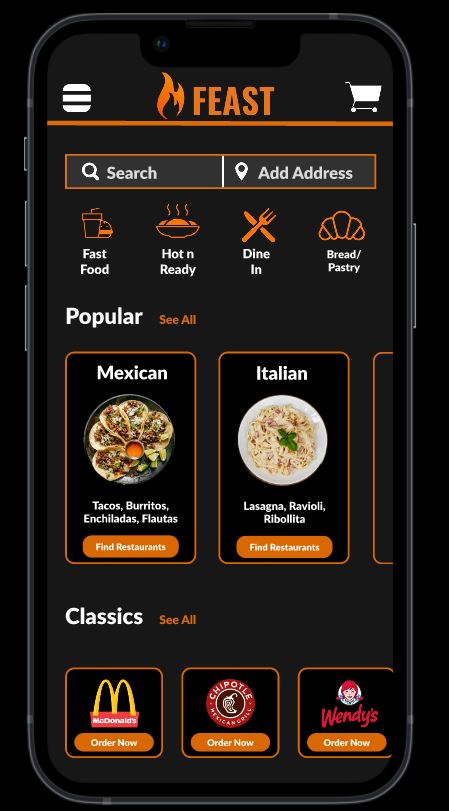 FEAST
Search
Add Address
Fast
Food
Hot n
Ready
Dine
In
Bread/
Pastry
Popular See All
Mexican
Tacos, Burritos,
Enchiladas, Flautas
Find Restaurants
Italian
Lasagna, Ravioli,
Ribollita
Find Restaurants
Classics See All
McDonald's
Order Now
CHIPOTLE
MEXICAN GRILL
Order Now
Wendy's
Order Now